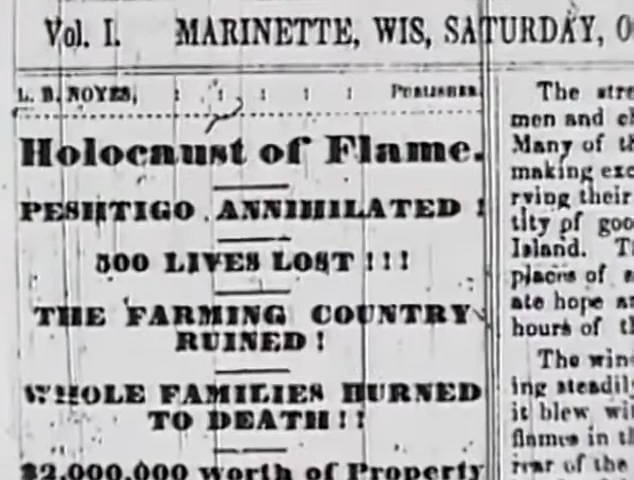 Vol. I. MARINETTE, WIS, SATURDAY, O
L. B. NOYES, : : : : : PUBLISHER.
Holocaust of Flame.
PESHTIGO ANNIHILATED !
500 LIVES LOST !!!
THE FARMING COUNTRY
RUINED !
WHOLE FAMILIES BURNED
TO DEATH !!
$2,000,000 worth of Property
The stre
men and ch
Many of th
making exc
rying their
tity of goo
Island. T
places of
ate hope an
hours of th
The wind
ing steadily
it blew wi
flames in th
rear of the